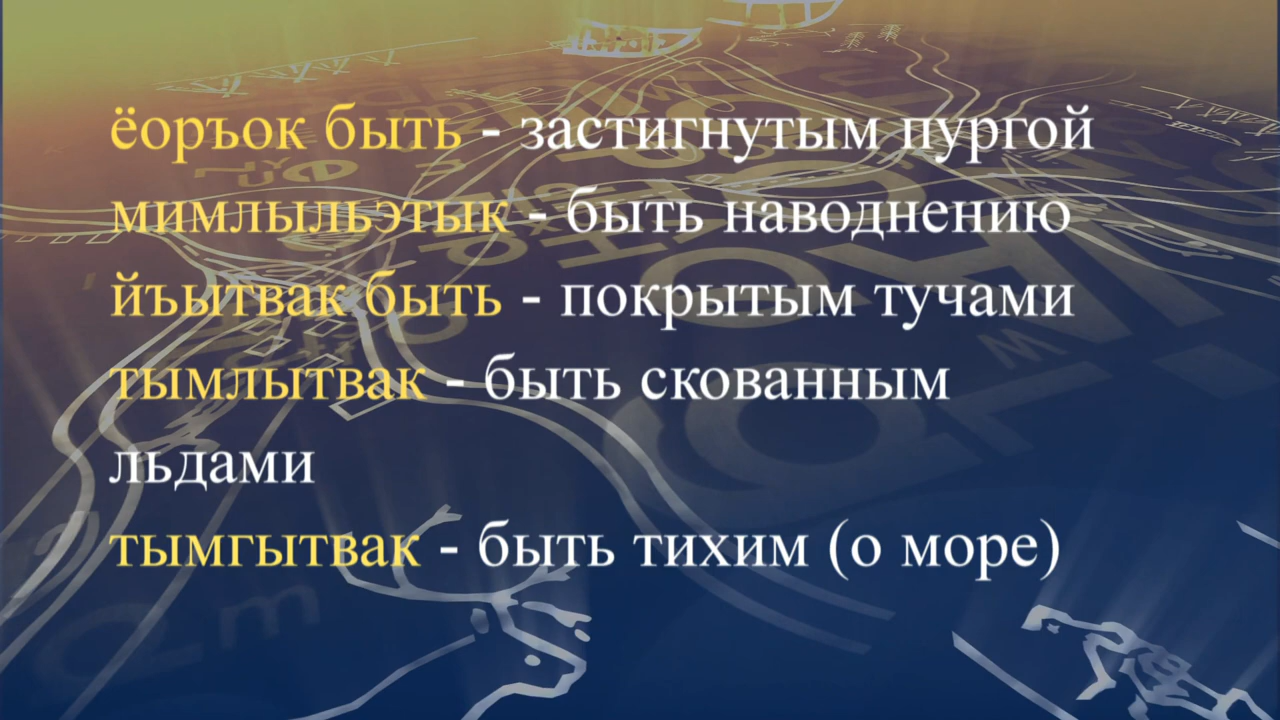 ёоръок быть - застигнутым пургой
мимлыльэтык - быть наводнению
йъытвак быть - покрытым тучами
тымлытвак - быть скованным
льдами
тымгытвак - быть тихим (о море)